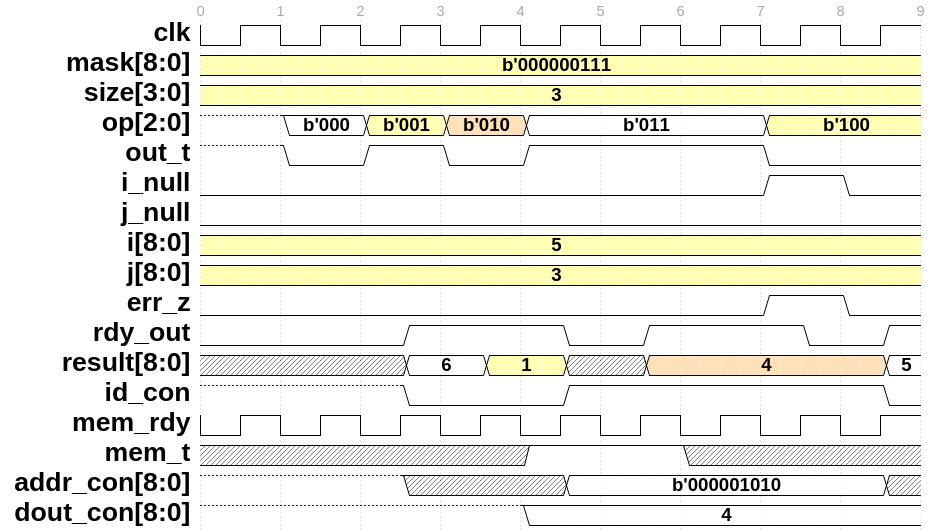 0 1 2 3 4 5 6 7 8 9
clk
mask[8:0] b'000000111
size[3:0] 3
op[2:0] b'000 b'001 b'010 b'011 b'100
out_t
i_null
j_null
i[8:0] 5
j[8:0] 3
err_z
rdy_out
result[8:0] 6 1 4 5
id_con
mem_rdy
mem_t
addr_con[8:0] b'000001010
dout_con[8:0] 4